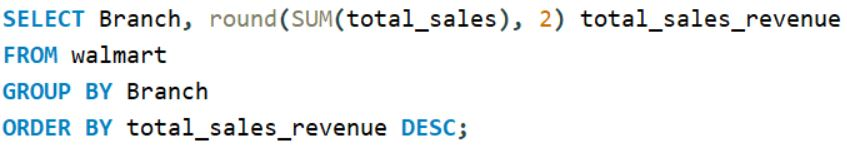 SELECT Branch, round(SUM(total_sales), 2) total_sales_revenue
FROM walmart
GROUP BY Branch
ORDER BY total_sales_revenue DESC;